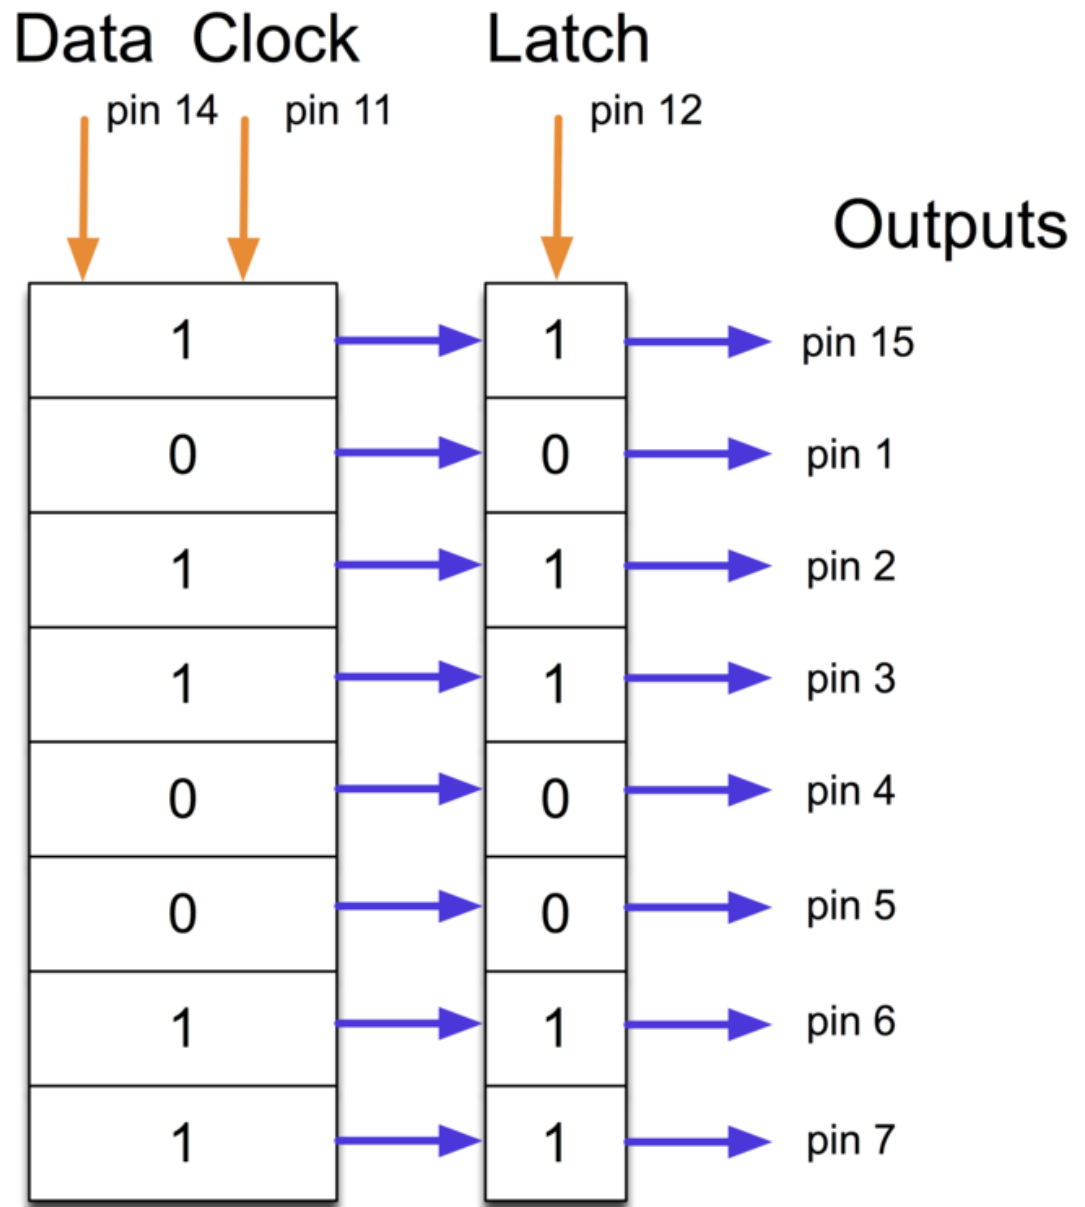 Data Clock Latch
pin 14 pin 11 pin 12
Outputs
1 1 pin 15
0 0 pin 1
1 1 pin 2
1 1 pin 3
0 0 pin 4
0 0 pin 5
1 1 pin 6
1 1 pin 7